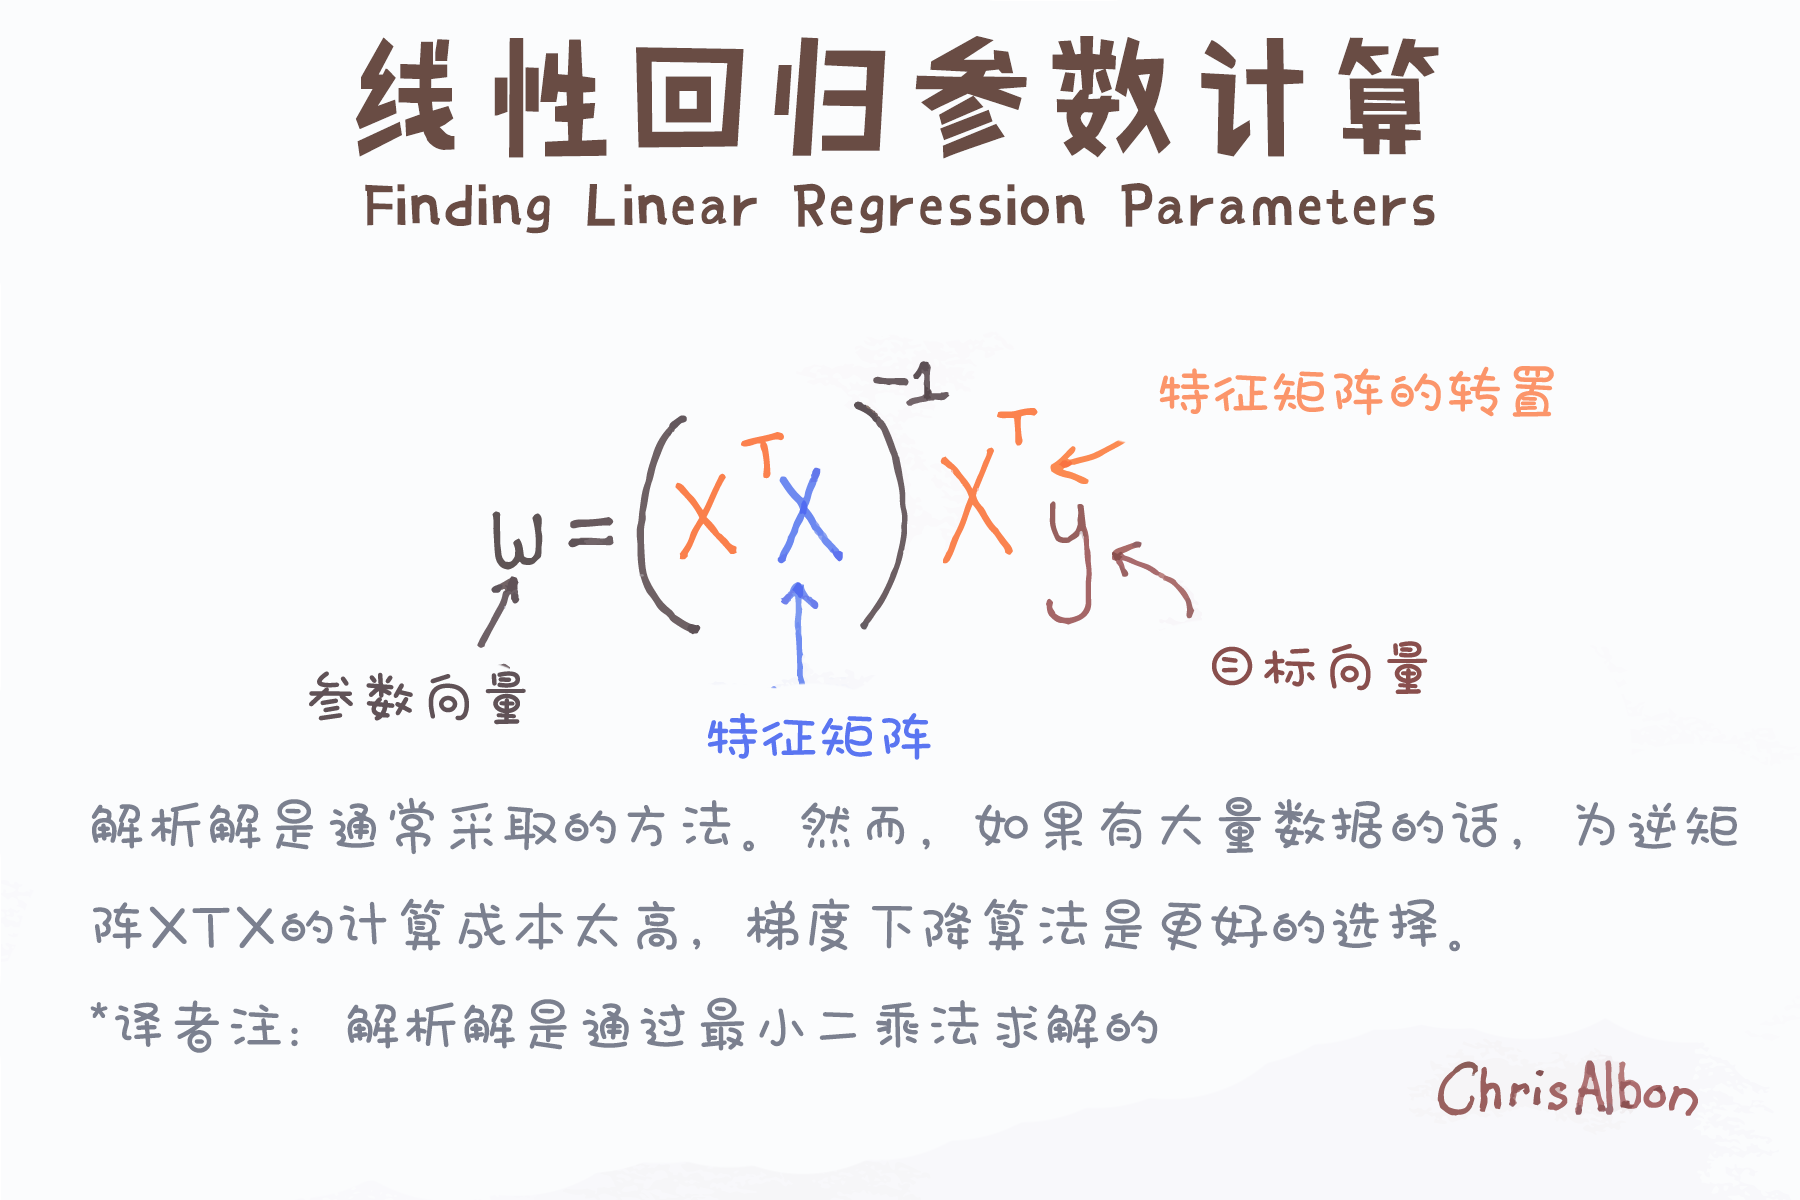 线性回归参数计算
Finding Linear Regression Parameters
w = (X^T X)^-1 X^T y
特征矩阵的转置
参数向量
特征矩阵
目标向量
解析解是通常采取的方法。然而，如果有大量数据的话，为逆矩
阵XTX的计算成本太高，梯度下降算法是更好的选择。
*译者注：解析解是通过最小二乘法求解的
ChrisAlbon